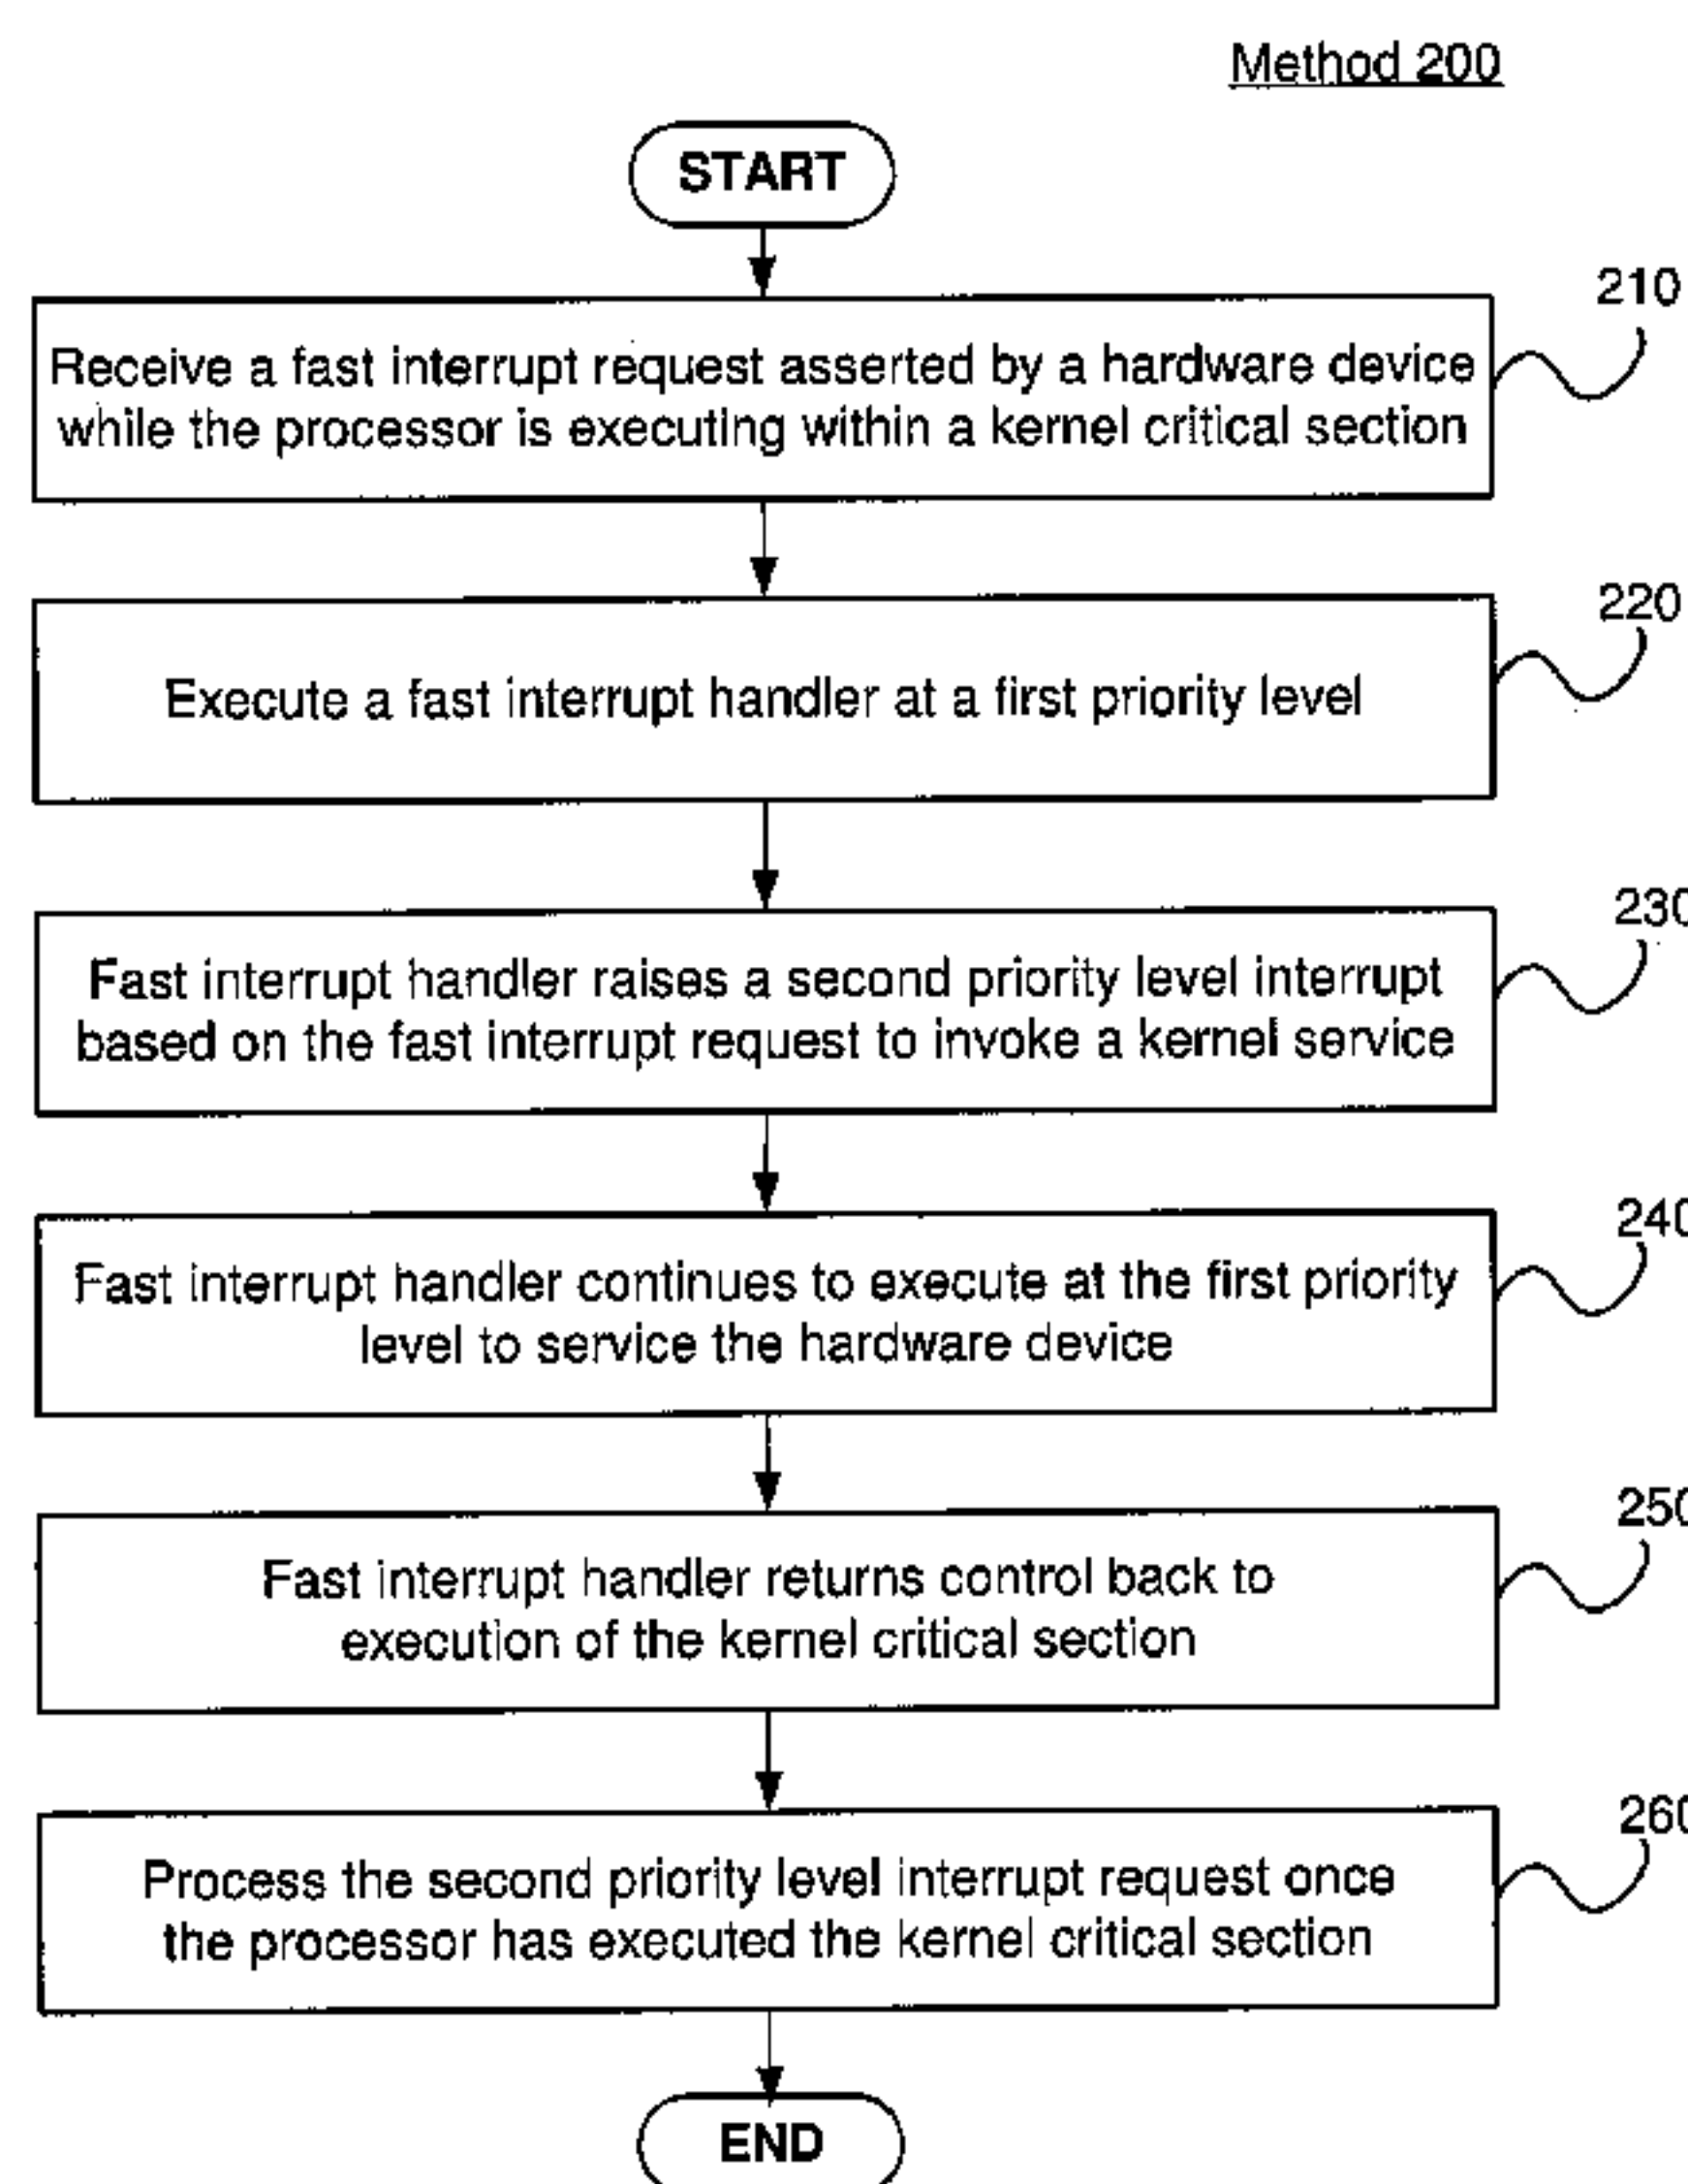 Method 200
START
210
Receive a fast interrupt request asserted by a hardware device
while the processor is executing within a kernel critical section
220
Execute a fast interrupt handler at a first priority level
230
Fast interrupt handler raises a second priority level interrupt
based on the fast interrupt request to invoke a kernel service
240
Fast interrupt handler continues to execute at the first priority
level to service the hardware device
250
Fast interrupt handler returns control back to
execution of the kernel critical section
260
Process the second priority level interrupt request once
the processor has executed the kernel critical section
END